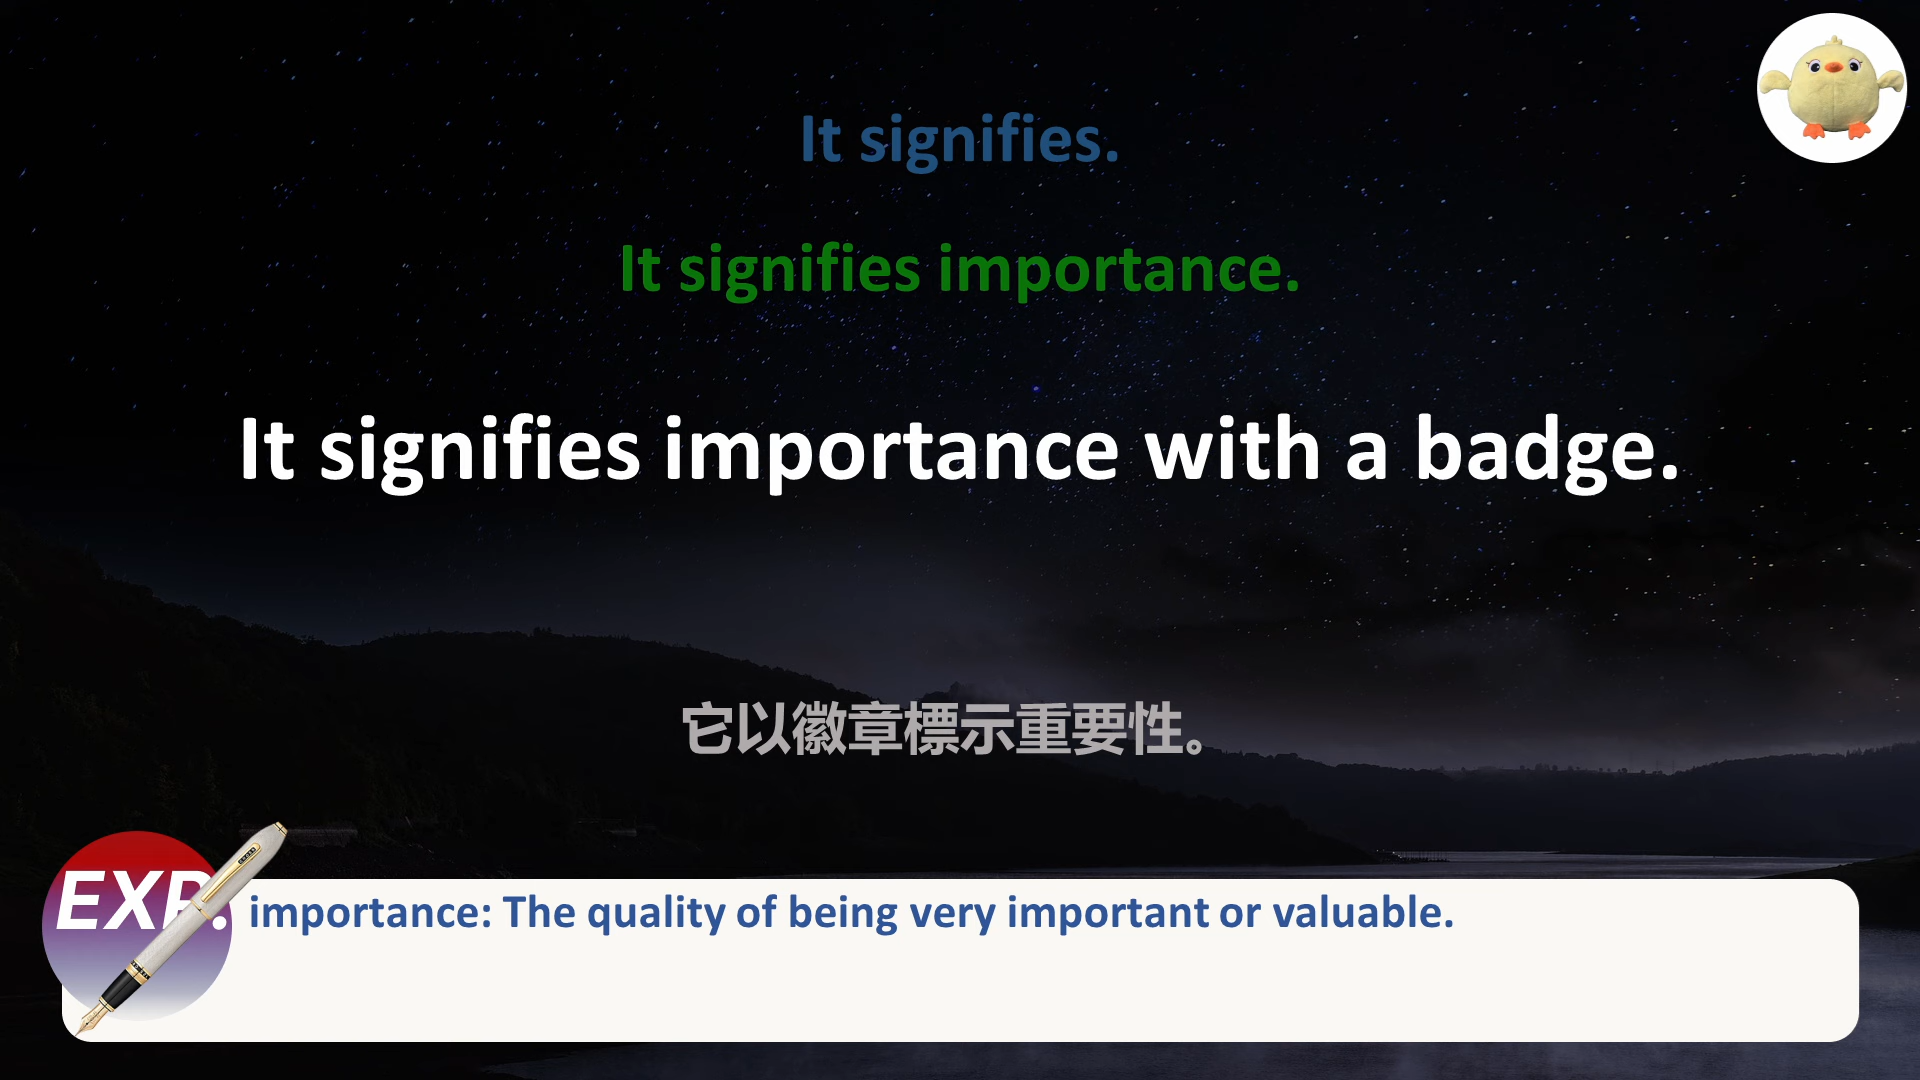 It signifies.
It signifies importance.
It signifies importance with a badge.
它以徽章標示重要性。
EXP.
importance: The quality of being very important or valuable.